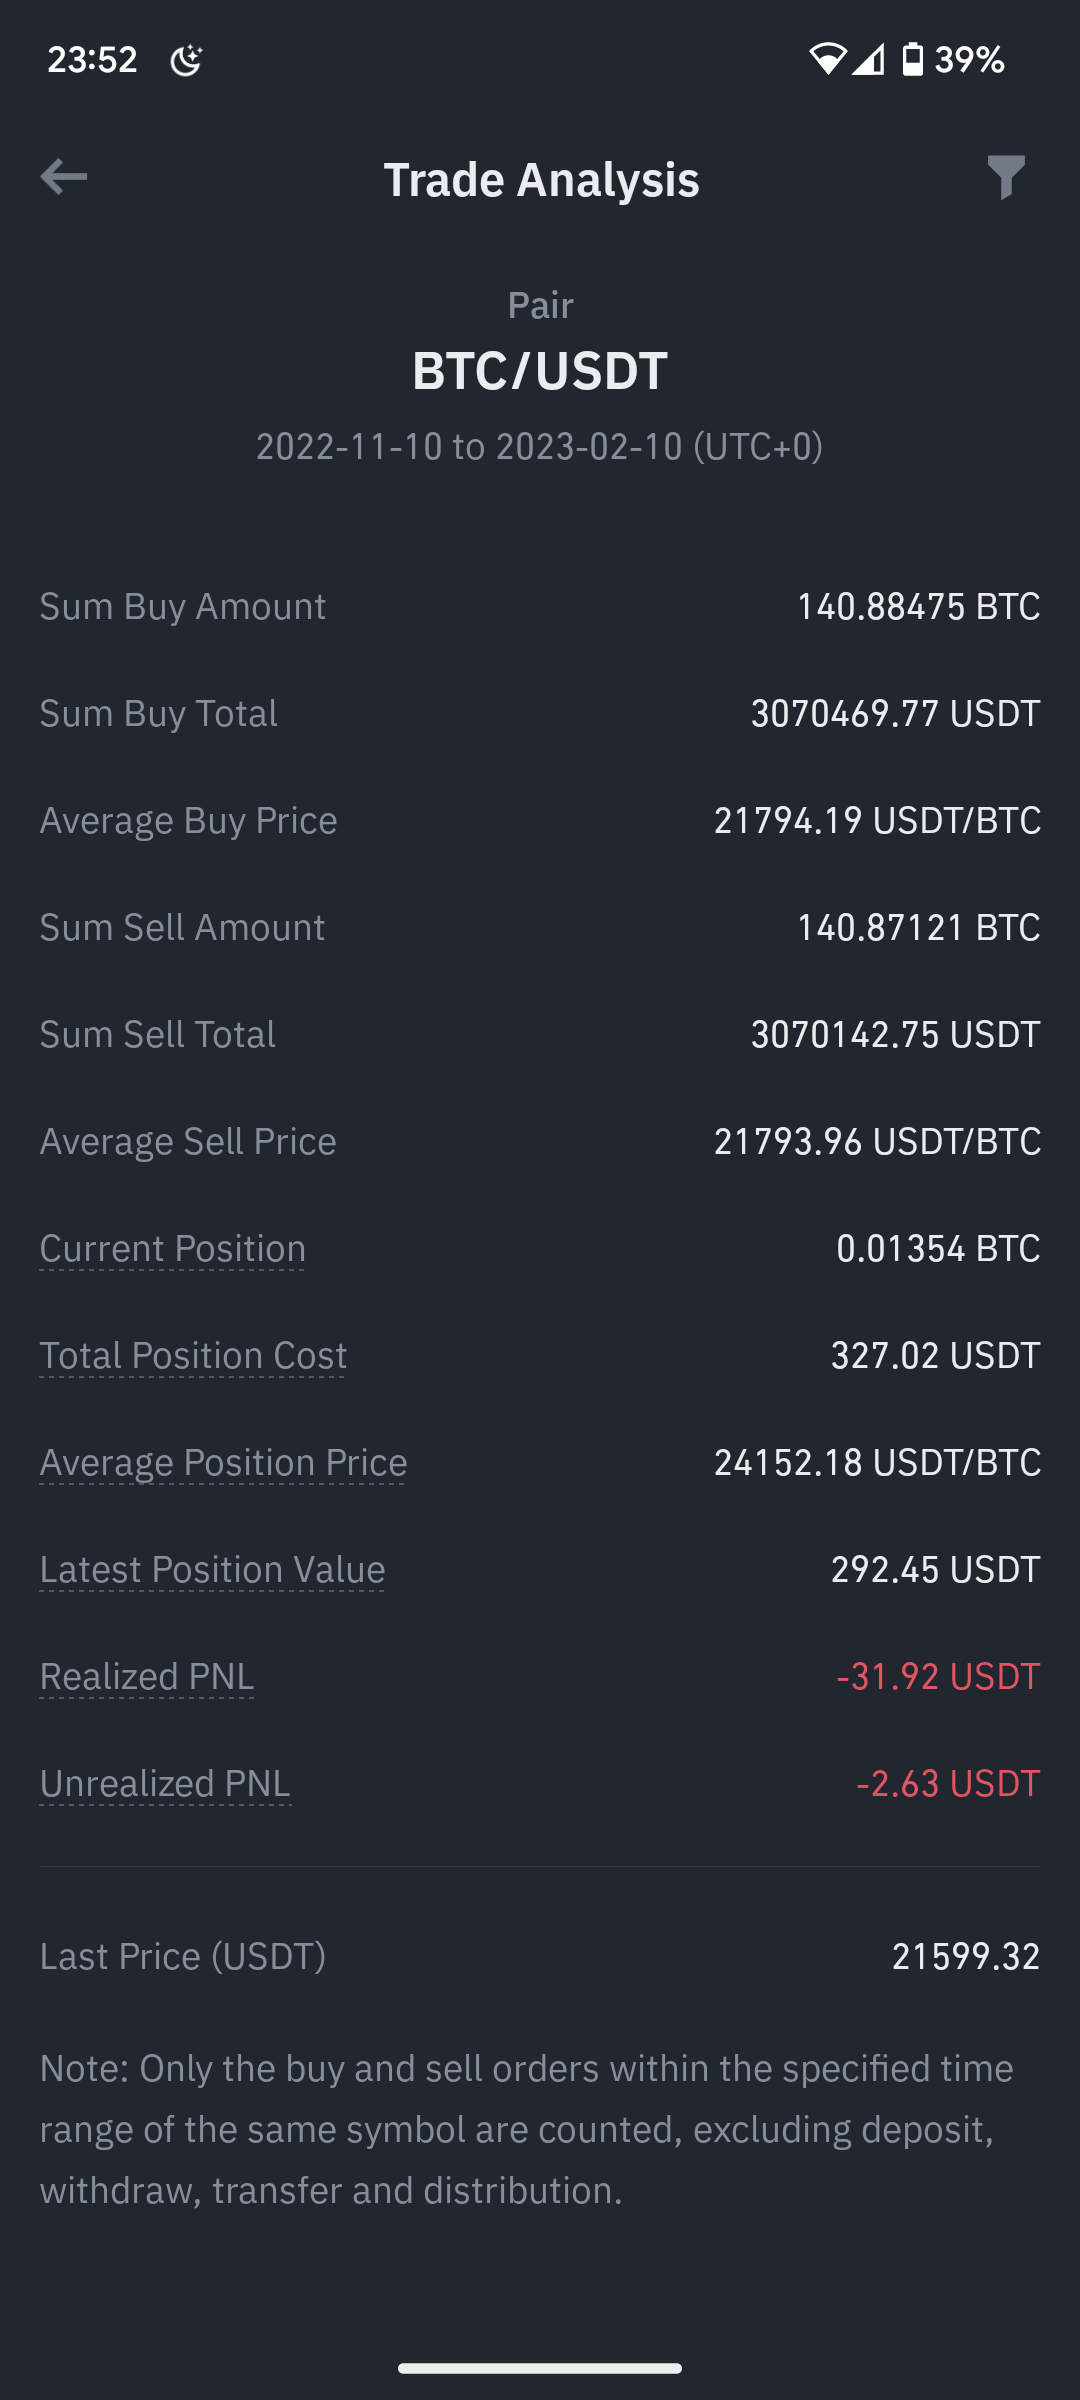 23:52 39%
Trade Analysis
Pair
BTC/USDT
2022-11-10 to 2023-02-10 (UTC+0)
Sum Buy Amount 140.88475 BTC
Sum Buy Total 3070469.77 USDT
Average Buy Price 21794.19 USDT/BTC
Sum Sell Amount 140.87121 BTC
Sum Sell Total 3070142.75 USDT
Average Sell Price 21793.96 USDT/BTC
Current Position 0.01354 BTC
Total Position Cost 327.02 USDT
Average Position Price 24152.18 USDT/BTC
Latest Position Value 292.45 USDT
Realized PNL -31.92 USDT
Unrealized PNL -2.63 USDT
Last Price (USDT) 21599.32
Note: Only the buy and sell orders within the specified time
range of the same symbol are counted, excluding deposit,
withdraw, transfer and distribution.